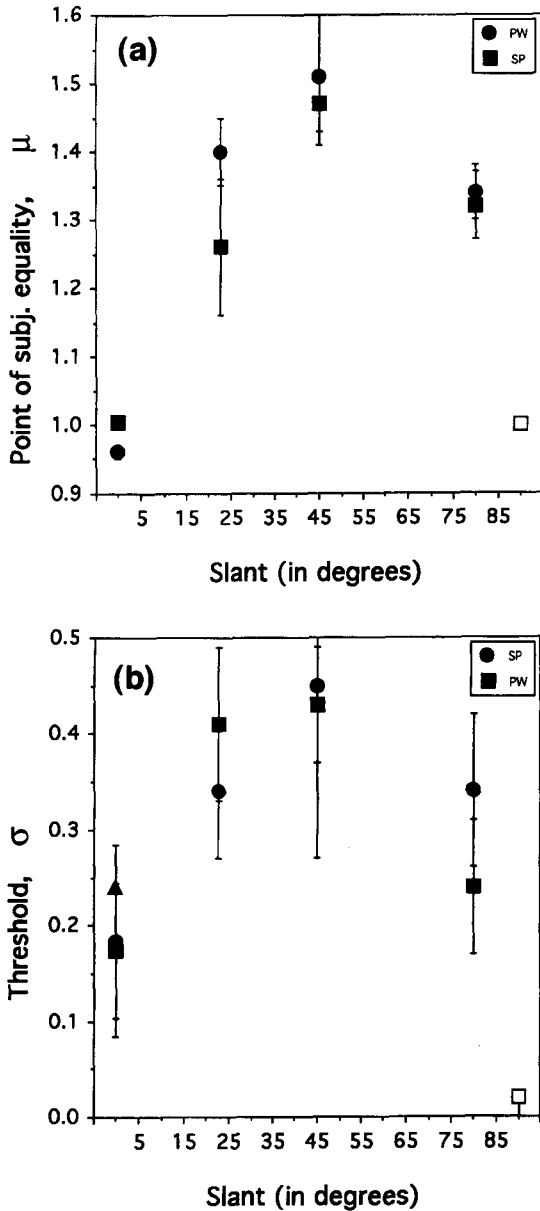 (a)
PW
SP
1.6
1.5
1.4
1.3
1.2
1.1
1.0
0.9
Point of subj. equality, μ
5 15 25 35 45 55 65 75 85
Slant (in degrees)
(b)
SP
PW
0.5
0.4
0.3
0.2
0.1
0.0
Threshold, σ
5 15 25 35 45 55 65 75 85
Slant (in degrees)